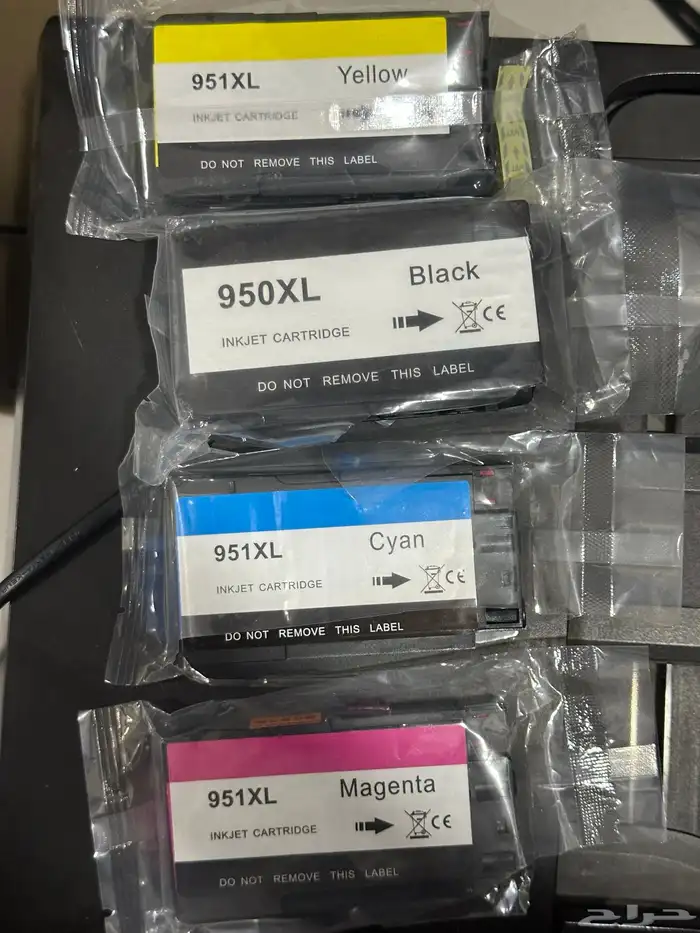 951XL
Yellow
INKJET CARTRIDGE
DO NOT REMOVE THIS LABEL
950XL
Black
INKJET CARTRIDGE
CE
DO NOT REMOVE THIS LABEL
951XL
Cyan
INKJET CARTRIDGE
CE
DO NOT REMOVE THIS LABEL
951XL
Magenta
INKJET CARTRIDGE
CE
DO NOT REMOVE THIS LABEL
حراج